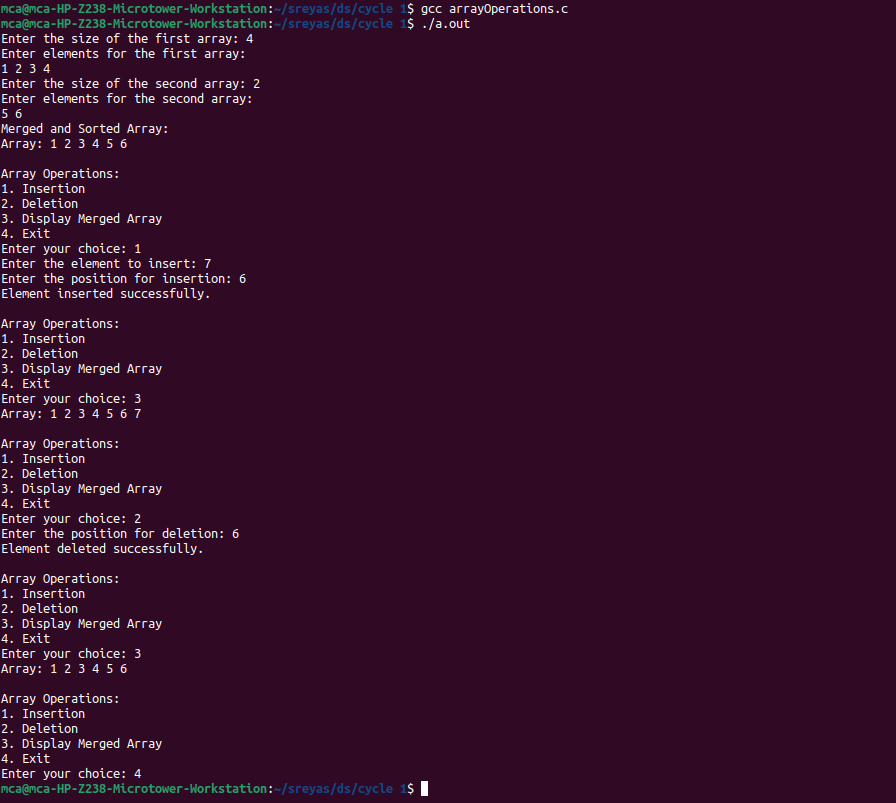 mca@mca-HP-Z238-Microtower-Workstation:~/sreyas/ds/cycle 1$ gcc arrayOperations.c
mca@mca-HP-Z238-Microtower-Workstation:~/sreyas/ds/cycle 1$ ./a.out
Enter the size of the first array: 4
Enter elements for the first array:
1 2 3 4
Enter the size of the second array: 2
Enter elements for the second array:
5 6
Merged and Sorted Array:
Array: 1 2 3 4 5 6

Array Operations:
1. Insertion
2. Deletion
3. Display Merged Array
4. Exit
Enter your choice: 1
Enter the element to insert: 7
Enter the position for insertion: 6
Element inserted successfully.

Array Operations:
1. Insertion
2. Deletion
3. Display Merged Array
4. Exit
Enter your choice: 3
Array: 1 2 3 4 5 6 7

Array Operations:
1. Insertion
2. Deletion
3. Display Merged Array
4. Exit
Enter your choice: 2
Enter the position for deletion: 6
Element deleted successfully.

Array Operations:
1. Insertion
2. Deletion
3. Display Merged Array
4. Exit
Enter your choice: 3
Array: 1 2 3 4 5 6

Array Operations:
1. Insertion
2. Deletion
3. Display Merged Array
4. Exit
Enter your choice: 4
mca@mca-HP-Z238-Microtower-Workstation:~/sreyas/ds/cycle 1$